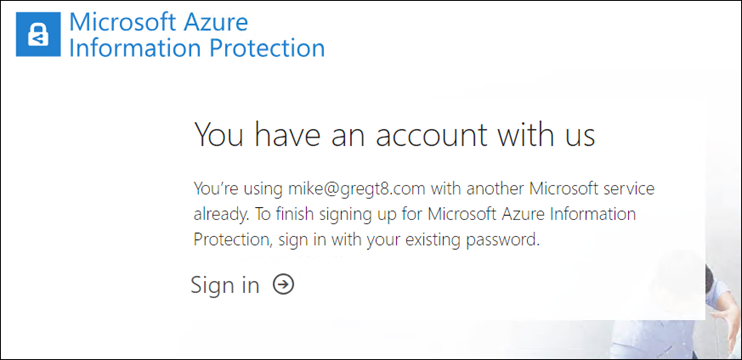 Microsoft Azure
Information Protection
You have an account with us
You’re using mike@gregt8.com with another Microsoft service
already. To finish signing up for Microsoft Azure Information
Protection, sign in with your existing password.
Sign in